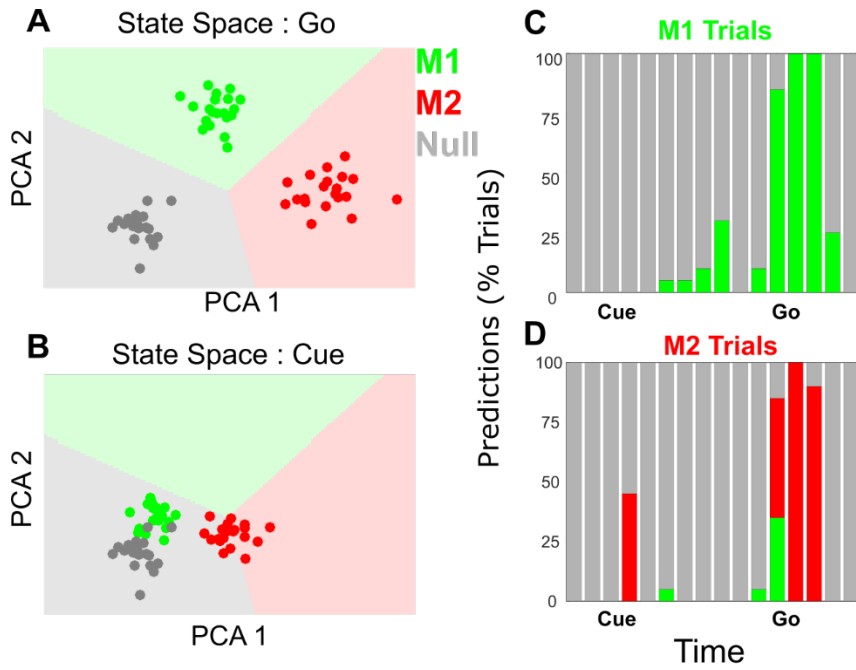 A
State Space : Go
M1
M2
Null
PCA 2
PCA 1
B
State Space : Cue
PCA 2
PCA 1
C
M1 Trials
100
75
50
25
0
Cue
Go
Predictions (% Trials)
D
M2 Trials
100
75
50
25
0
Cue
Go
Time